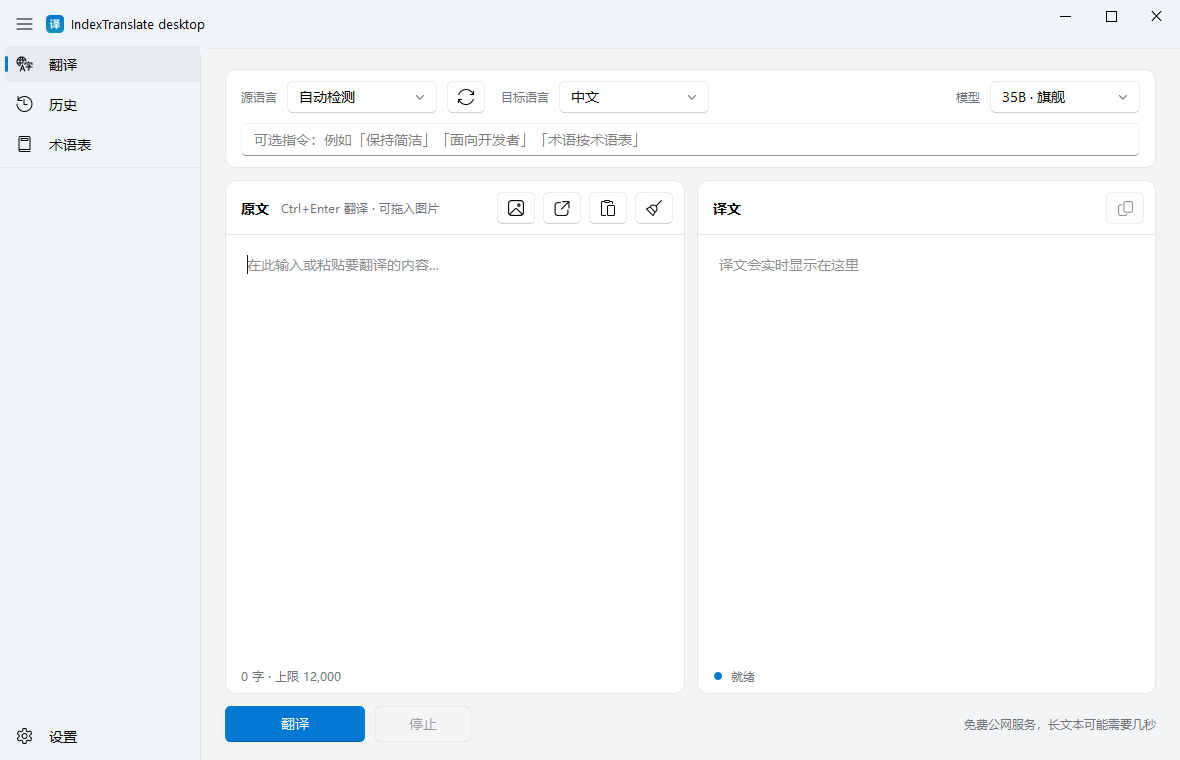 译 IndexTranslate desktop
翻译
历史
术语表
设置
源语言 自动检测 目标语言 中文 模型 35B · 旗舰
可选指令：例如「保持简洁」「面向开发者」「术语按术语表」
原文 Ctrl+Enter 翻译 · 可拖入图片
在此输入或粘贴要翻译的内容...
0 字 · 上限 12,000
译文
译文会实时显示在这里
就绪
翻译 停止
免费公网服务，长文本可能需要几秒